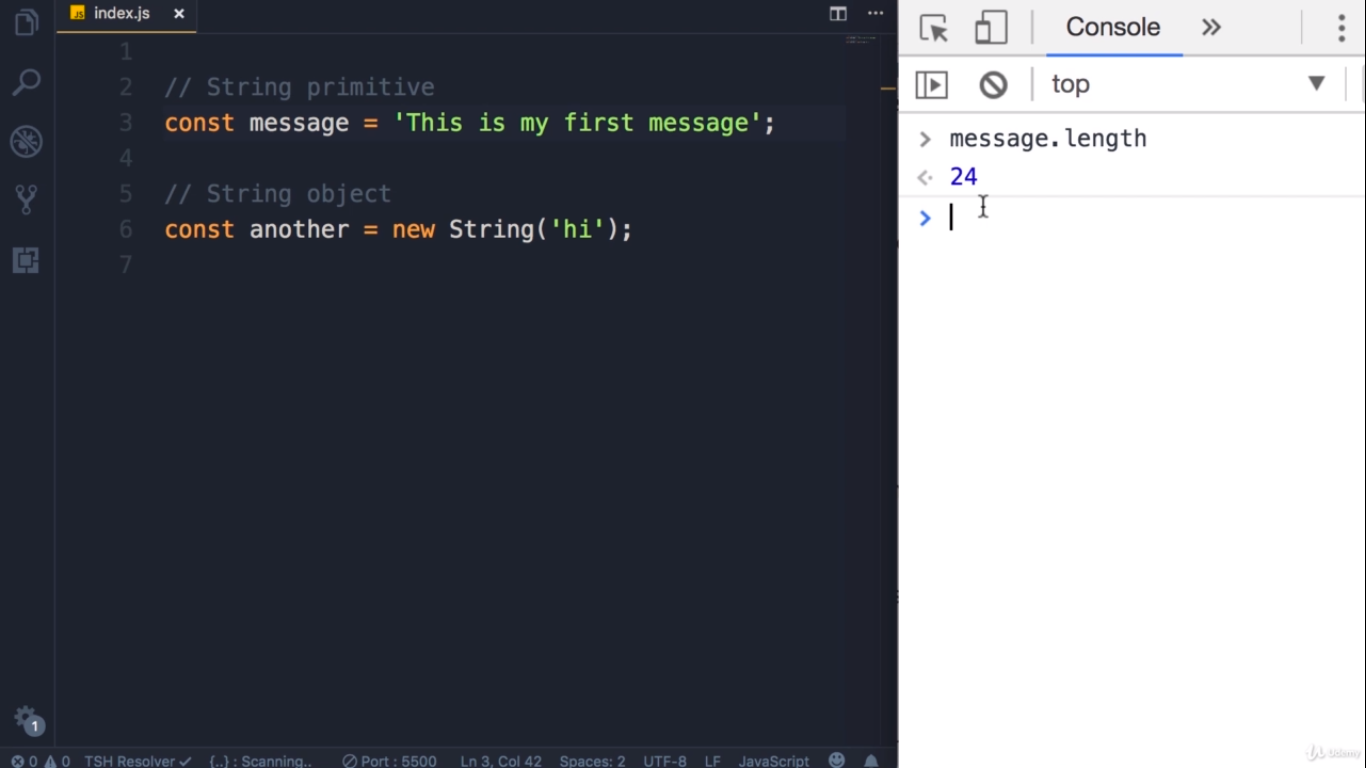 JS index.js ×
1
2 // String primitive
3 const message = 'This is my first message';
4
5 // String object
6 const another = new String('hi');
7
1
0 0 TSH Resolver {..} : Scanning.. Port : 5500 Ln 3, Col 42 Spaces: 2 UTF-8 LF JavaScript
Console »
top
> message.length
24
>
Udemy